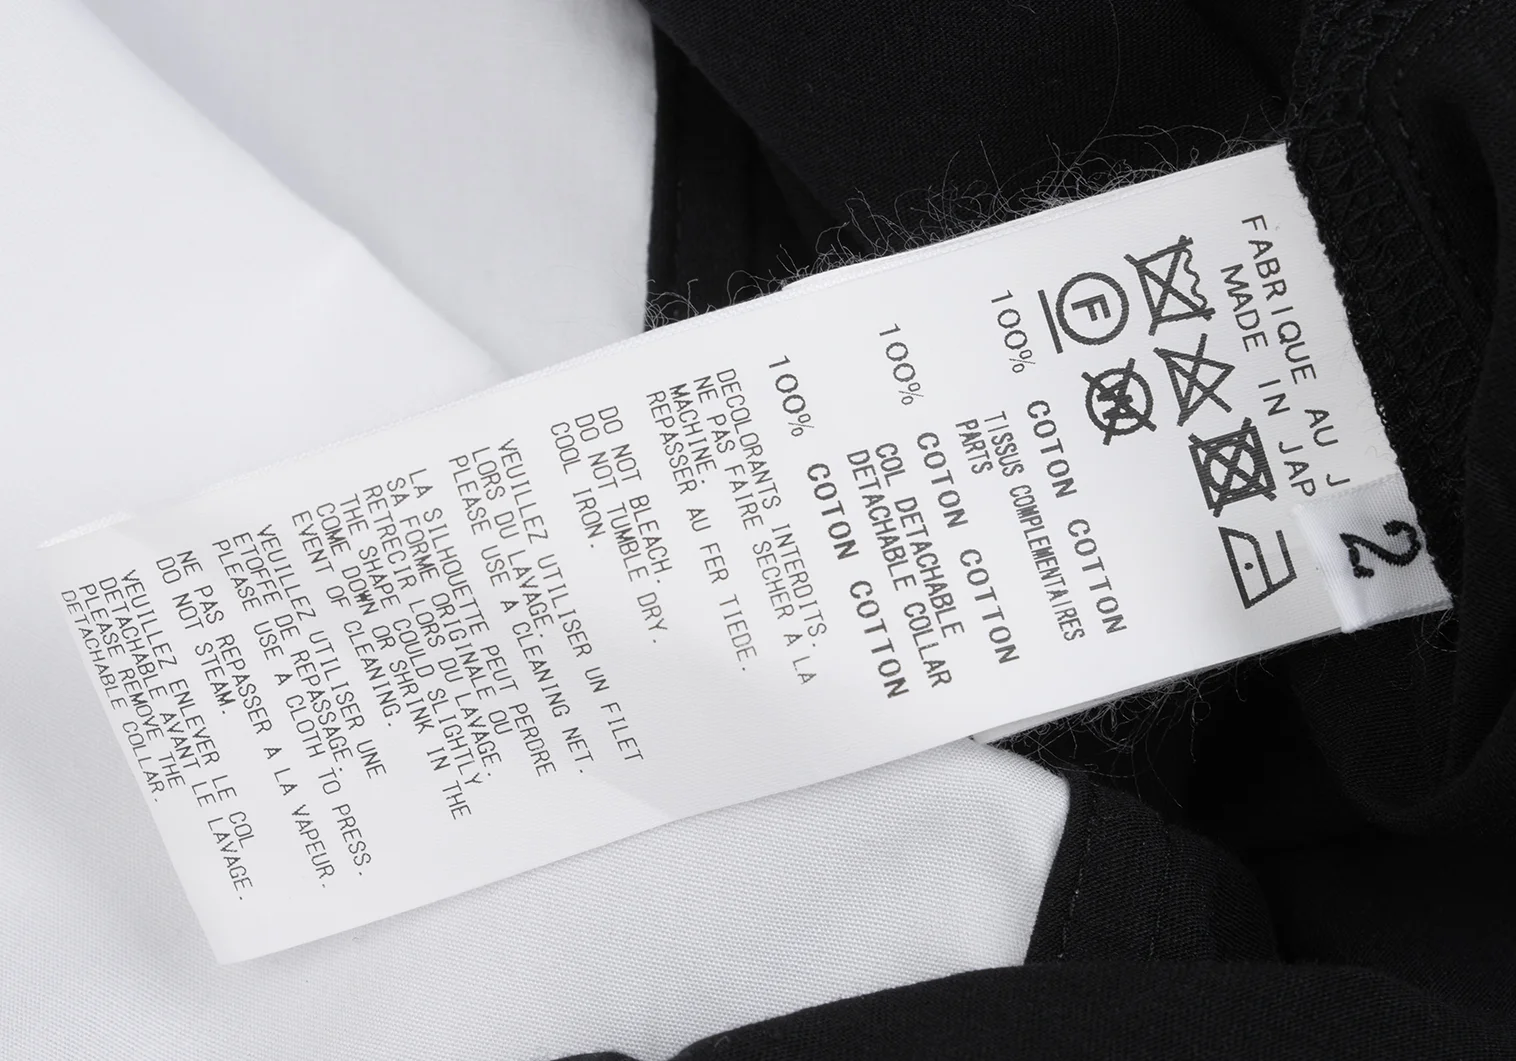 FABRIQUE AU J
MADE IN JAP
2
F
W
100% COTON COTTON
TISSUS COMPLEMENTAIRES
PARTS
100% COTON COTTON
COL DETACHABLE
DETACHABLE COLLAR
100% COTON COTTON
DECOLORANTS INTERDITS.
NE PAS FAIRE SECHER A LA
MACHINE.
REPASSER AU FER TIEDE.
DO NOT BLEACH.
DO NOT TUMBLE DRY.
COOL IRON.
VEUILLEZ UTILISER UN FILET
LORS DU LAVAGE.
PLEASE USE A CLEANING NET.
LA SILHOUETTE PEUT PERDRE
SA FORME ORIGINALE OU
RETRECIR LORS DU LAVAGE.
THE SHAPE COULD SLIGHTLY
COME DOWN OR SHRINK IN THE
EVENT OF CLEANING.
VEUILLEZ UTILISER UNE
ETOFFE DE REPASSAGE.
PLEASE USE A CLOTH TO PRESS.
NE PAS REPASSER A LA VAPEUR.
DO NOT STEAM.
VEUILLEZ ENLEVER LE COL
DETACHABLE AVANT LE LAVAGE.
PLEASE REMOVE THE
DETACHABLE COLLAR.